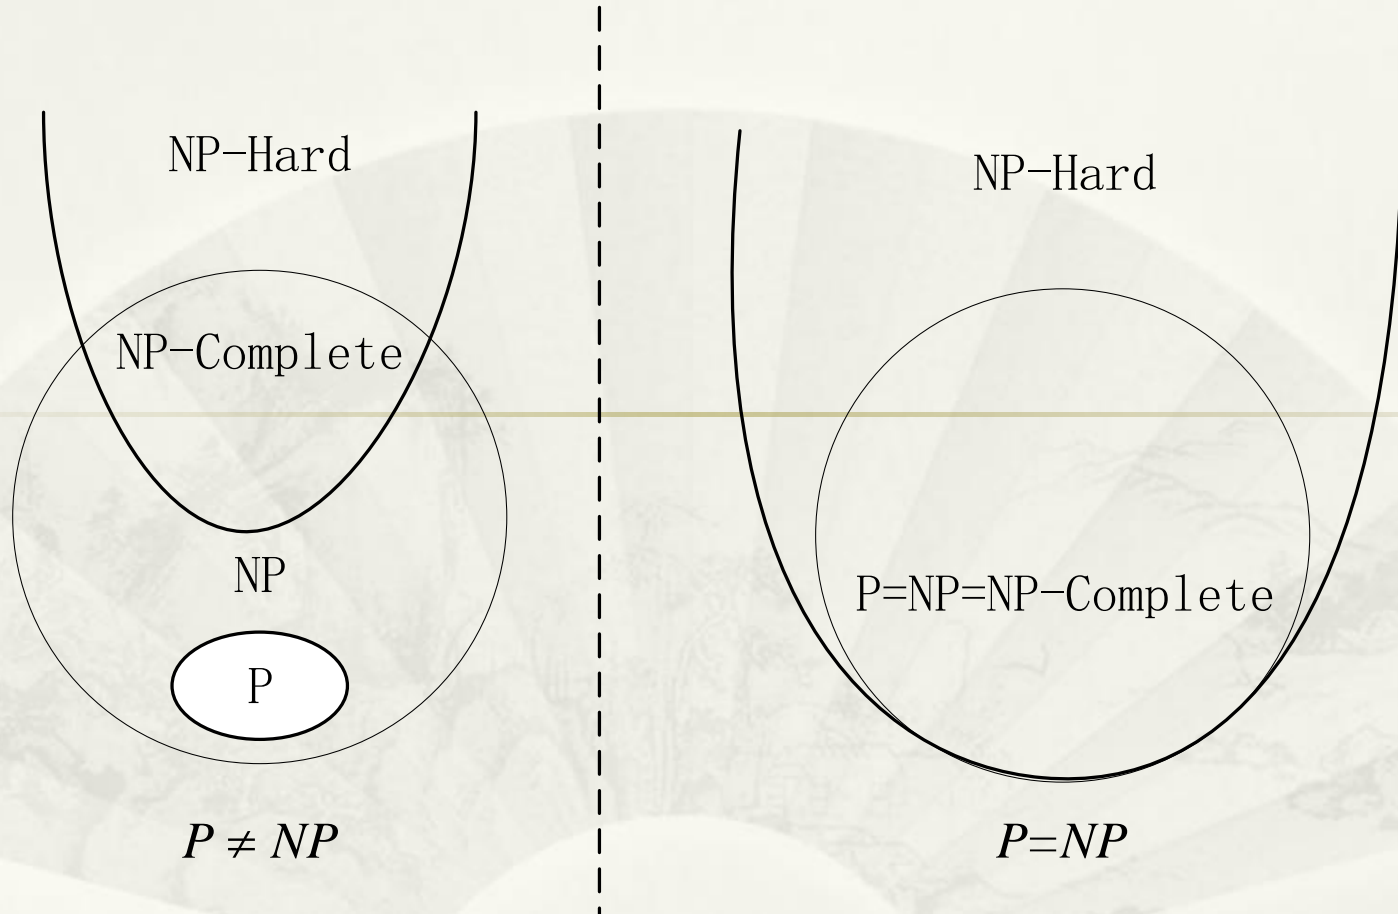 NP-Hard
NP-Complete
NP
P
P ≠ NP
NP-Hard
P=NP=NP-Complete
P=NP